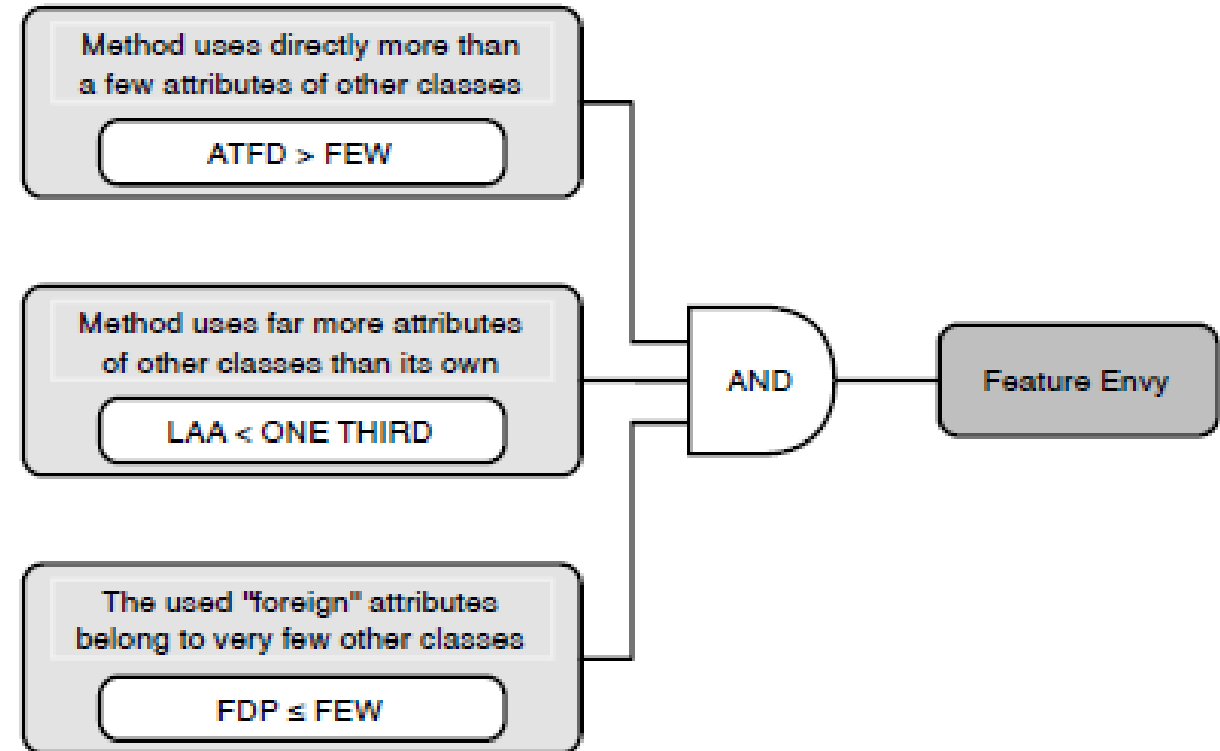 Method uses directly more than
a few attributes of other classes
ATFD > FEW
Method uses far more attributes
of other classes than its own
LAA < ONE THIRD
AND
Feature Envy
The used "foreign" attributes
belong to very few other classes
FDP ≤ FEW